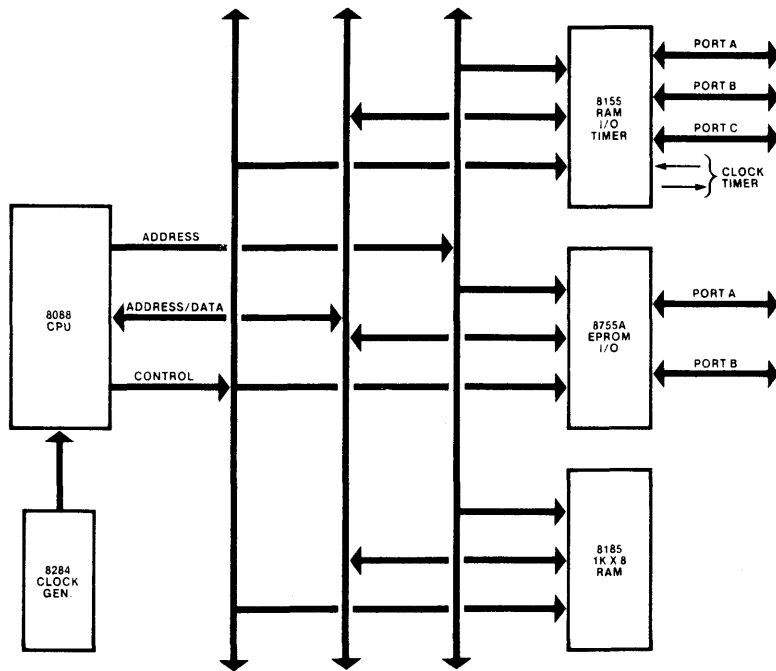 8088
CPU
8284
CLOCK
GEN.
ADDRESS
ADDRESS/DATA
CONTROL
8155
RAM
I/O
TIMER
PORT A
PORT B
PORT C
CLOCK
TIMER
8755A
EPROM
I/O
PORT A
PORT B
8185
1K X 8
RAM